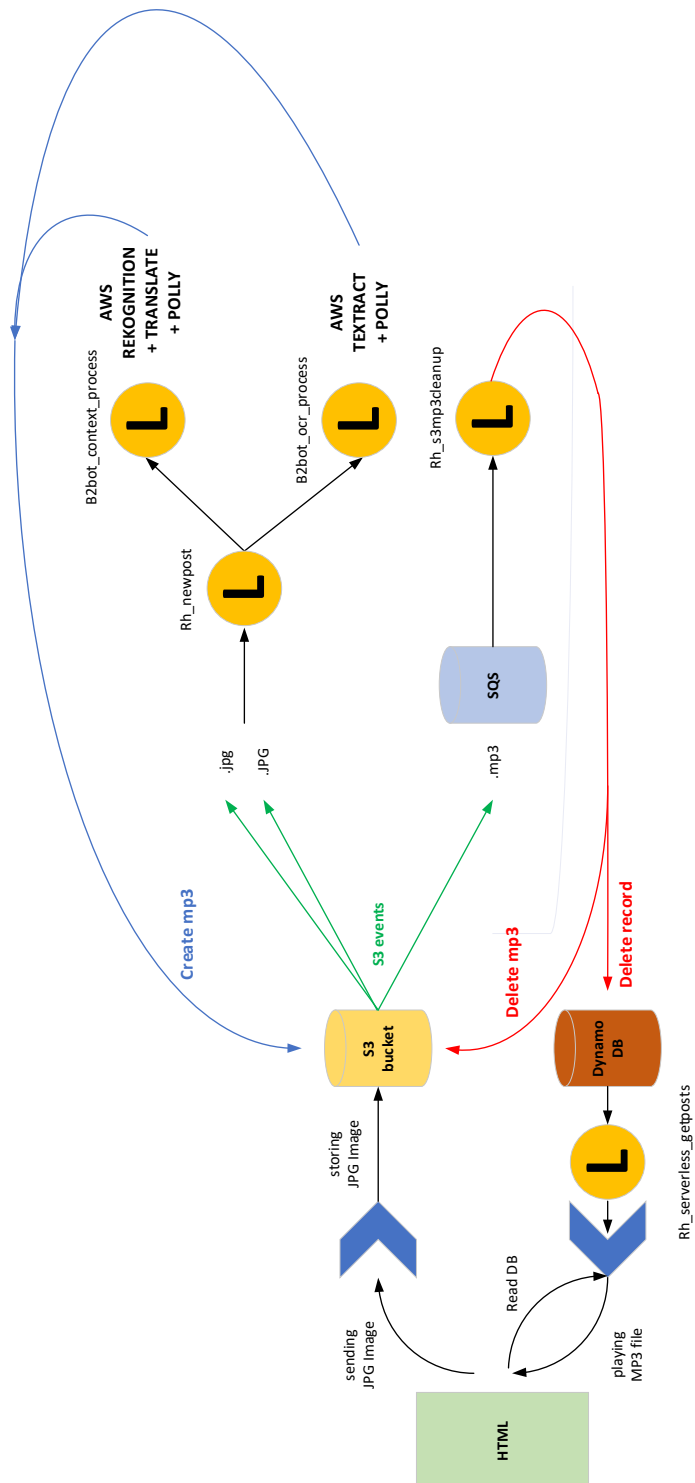 HTML
sending
JPG Image
storing
JPG Image
Read DB
playing
MP3 file
S3
bucket
Dynamo
DB
Rh_serverless_getposts
Create mp3
S3 events
Delete mp3
Delete record
.jpg
.JPG
.mp3
SQS
Rh_newpost
B2bot_context_process
AWS
REKOGNITION
+ TRANSLATE
+ POLLY
B2bot_ocr_process
AWS
TEXTRACT
+ POLLY
Rh_s3mp3cleanup
L
L
L
L
L